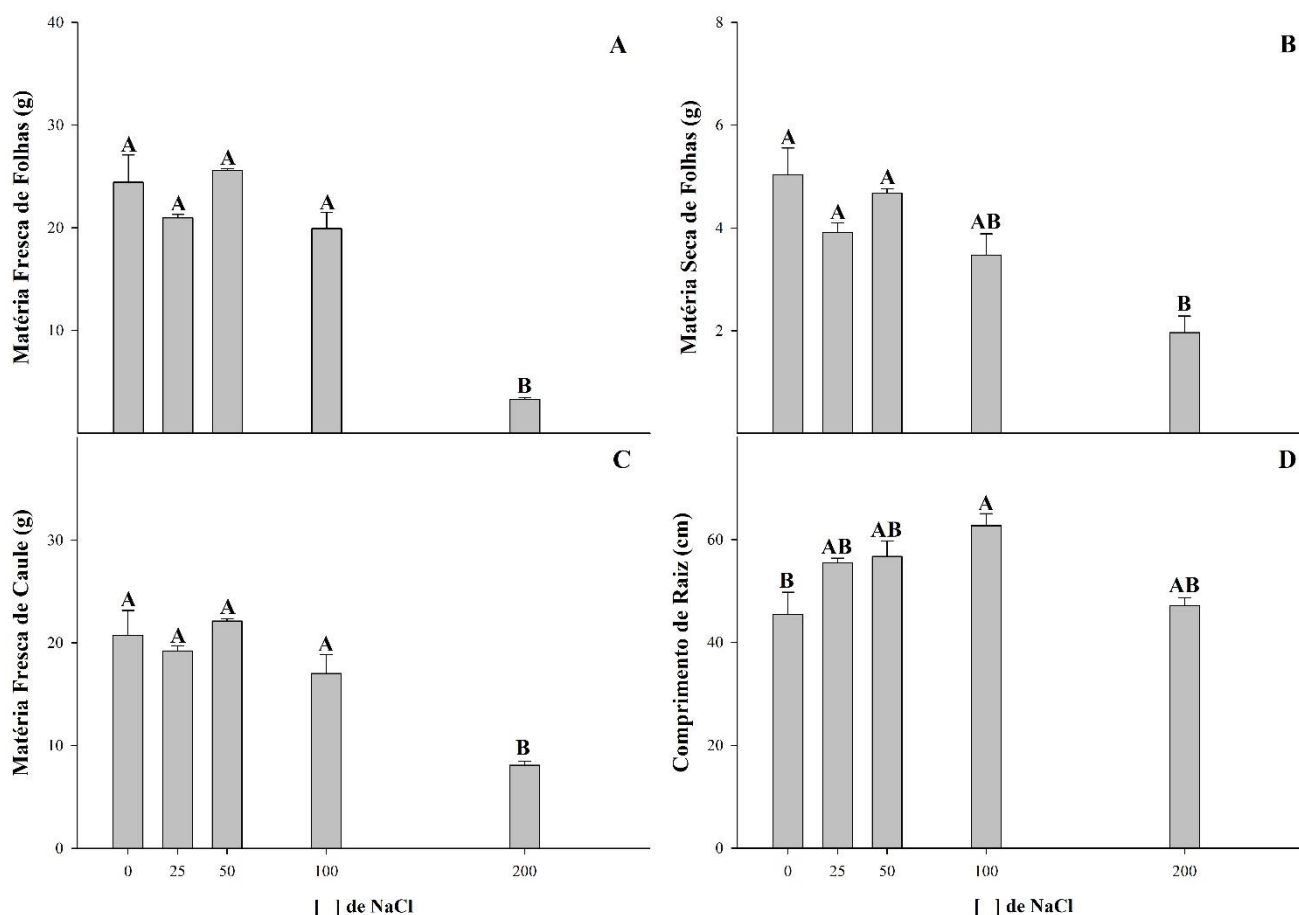 A
Matéria Fresca de Folhas (g)
40
30
20
10
A
A
A
A
B
B
Matéria Seca de Folhas (g)
8
6
4
2
A
A
A
AB
B
C
Matéria Fresca de Caule (g)
30
20
10
0
A
A
A
A
B
0 25 50 100 200
[ ] de NaCl
D
Comprimento de Raiz (cm)
60
40
20
0
B
AB
AB
A
AB
0 25 50 100 200
[ ] de NaCl